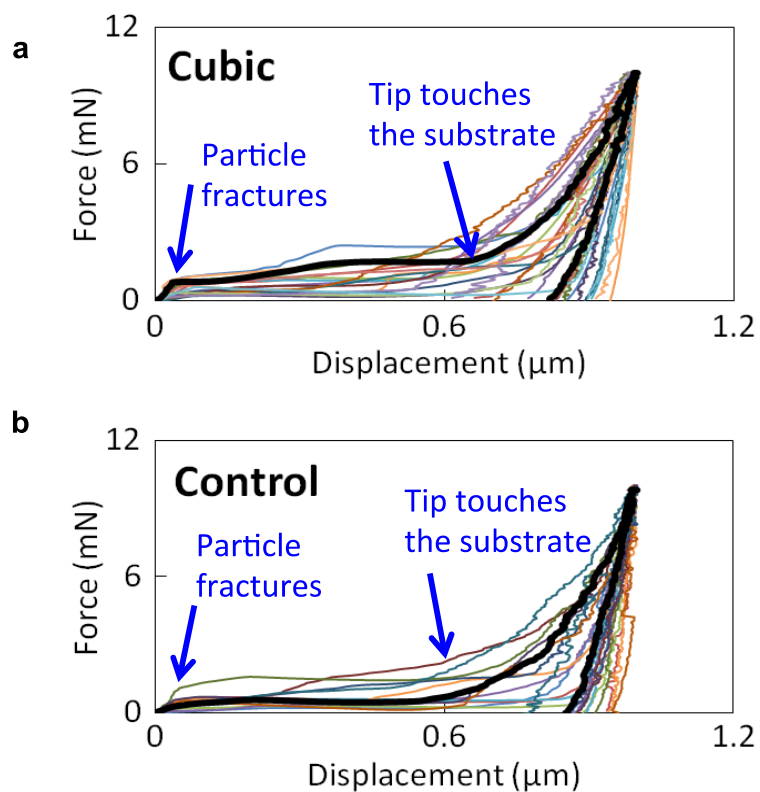 a
12
Cubic
Tip touches
the substrate
Particle
fractures
6
Force (mN)
0
0
0.6
1.2
Displacement (μm)
b
12
Control
Tip touches
the substrate
Particle
fractures
6
Force (mN)
0
0
0.6
1.2
Displacement (μm)